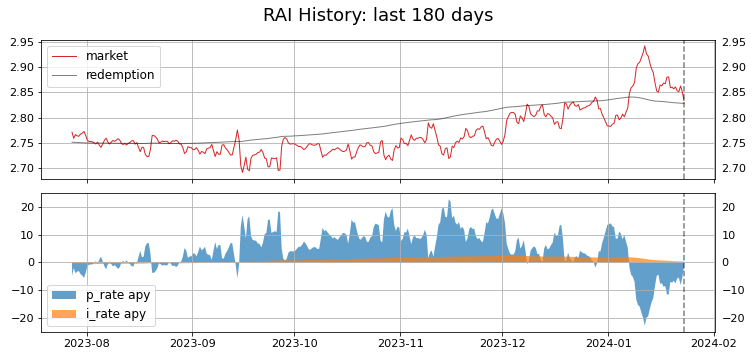 RAI History: last 180 days
2.95 2.95
2.90 2.90
2.85 2.85
2.80 2.80
2.75 2.75
2.70 2.70
market
redemption
20 20
10 10
0 0
−10 −10
−20 −20
p_rate apy
i_rate apy
2023-08 2023-09 2023-10 2023-11 2023-12 2024-01 2024-02